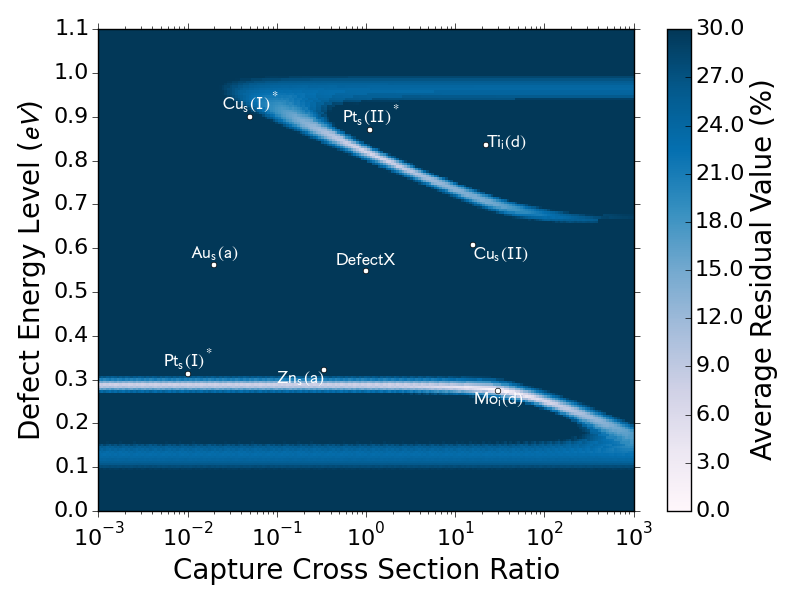 Defect Energy Level (eV)
1.1
1.0
0.9
0.8
0.7
0.6
0.5
0.4
0.3
0.2
0.1
0.0
Cuₛ(I)*
Ptₛ(II)*
Tiᵢ(d)
Auₛ(a)
DefectX
Cuₛ(II)
Ptₛ(I)*
Znₛ(a)
Moᵢ(d)
10⁻³ 10⁻² 10⁻¹ 10⁰ 10¹ 10² 10³
Capture Cross Section Ratio
30.0
27.0
24.0
21.0
18.0
15.0
12.0
9.0
6.0
3.0
0.0
Average Residual Value (%)